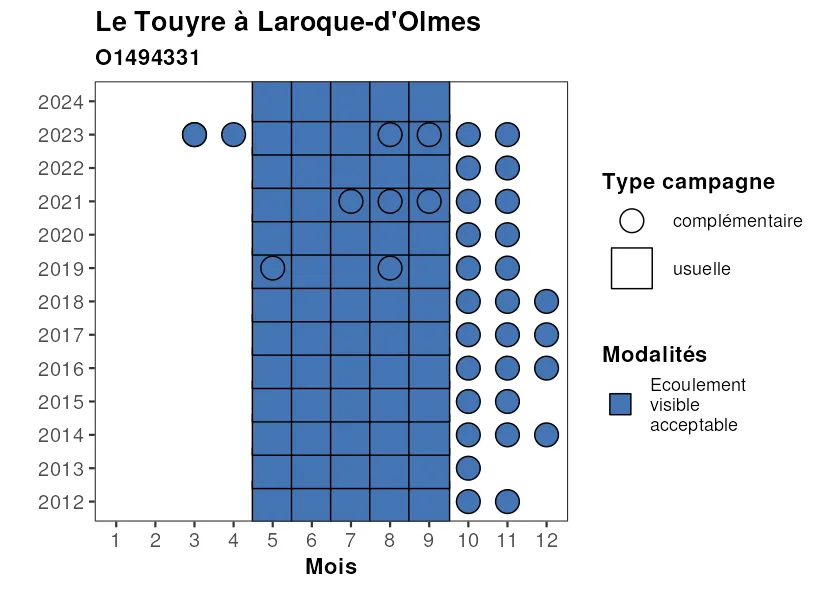 Le Touyre à Laroque-d'Olmes
O1494331
2024
2023
2022
2021
2020
2019
2018
2017
2016
2015
2014
2013
2012
1 2 3 4 5 6 7 8 9 10 11 12
Mois
Type campagne
complémentaire
usuelle
Modalités
Ecoulement
visible
acceptable